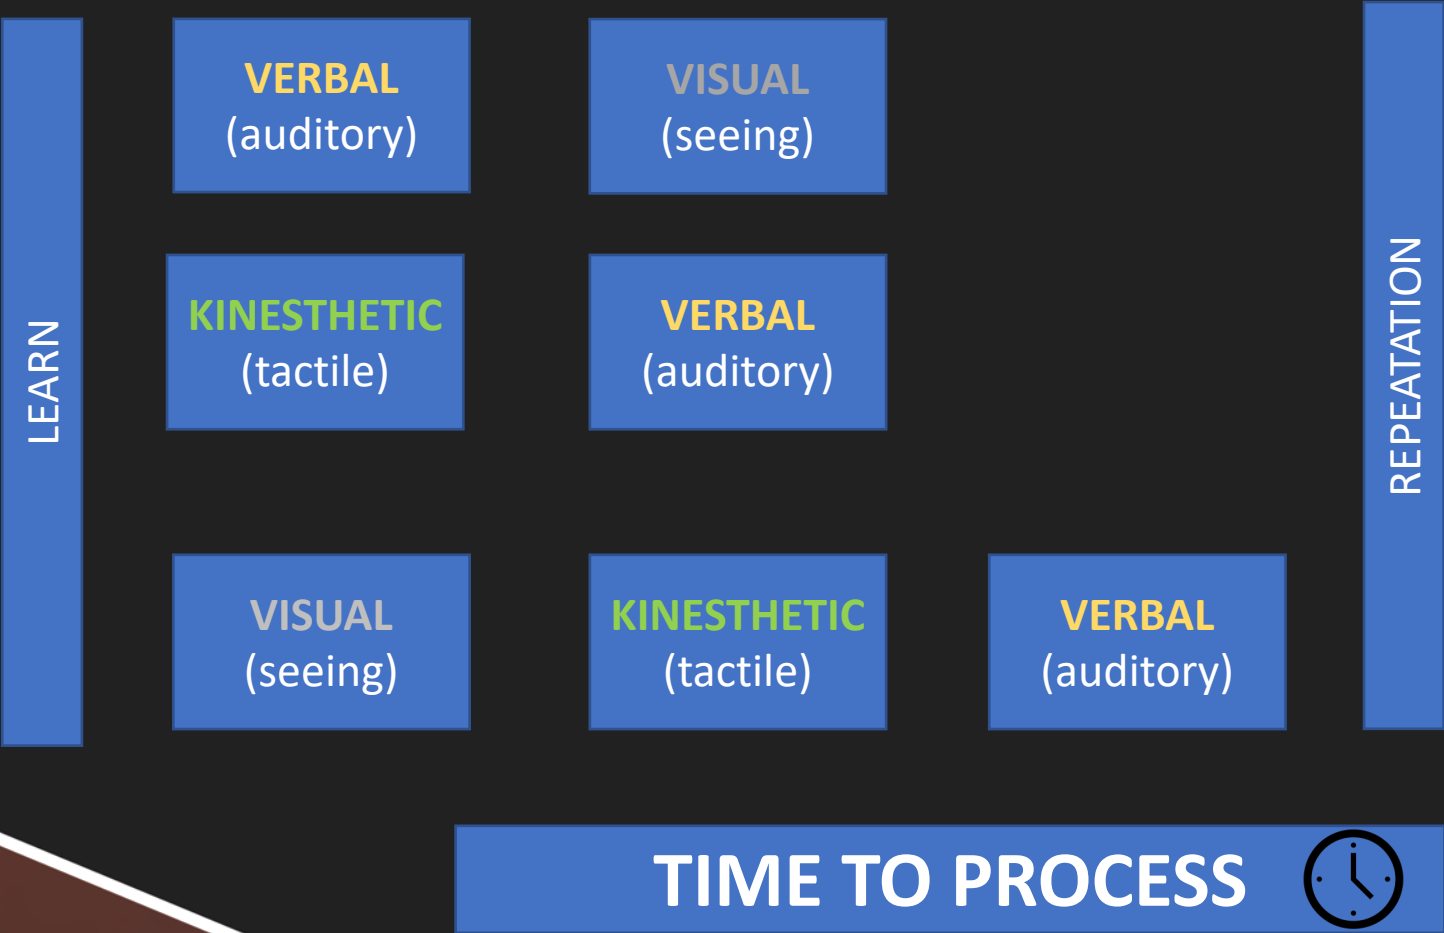 LEARN
VERBAL
(auditory)
VISUAL
(seeing)
KINESTHETIC
(tactile)
VERBAL
(auditory)
VISUAL
(seeing)
KINESTHETIC
(tactile)
VERBAL
(auditory)
REPEATATION
TIME TO PROCESS